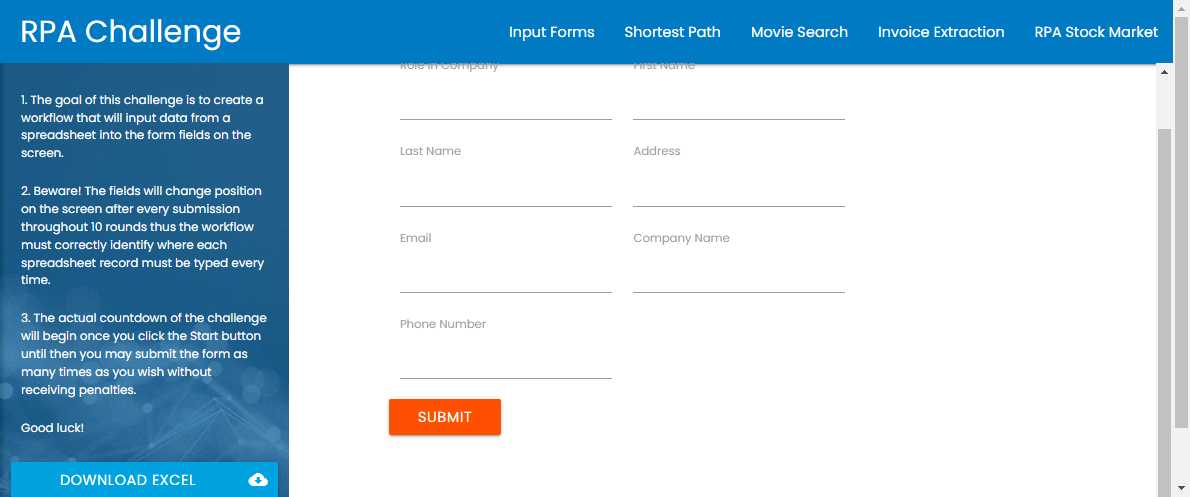 RPA Challenge
Input Forms Shortest Path Movie Search Invoice Extraction RPA Stock Market
1. The goal of this challenge is to create a
workflow that will input data from a
spreadsheet into the form fields on the
screen.
2. Beware! The fields will change position
on the screen after every submission
throughout 10 rounds thus the workflow
must correctly identify where each
spreadsheet record must be typed every
time.
3. The actual countdown of the challenge
will begin once you click the Start button
until then you may submit the form as
many times as you wish without
receiving penalties.
Good luck!
DOWNLOAD EXCEL
Role in Company First Name
Last Name Address
Email Company Name
Phone Number
SUBMIT